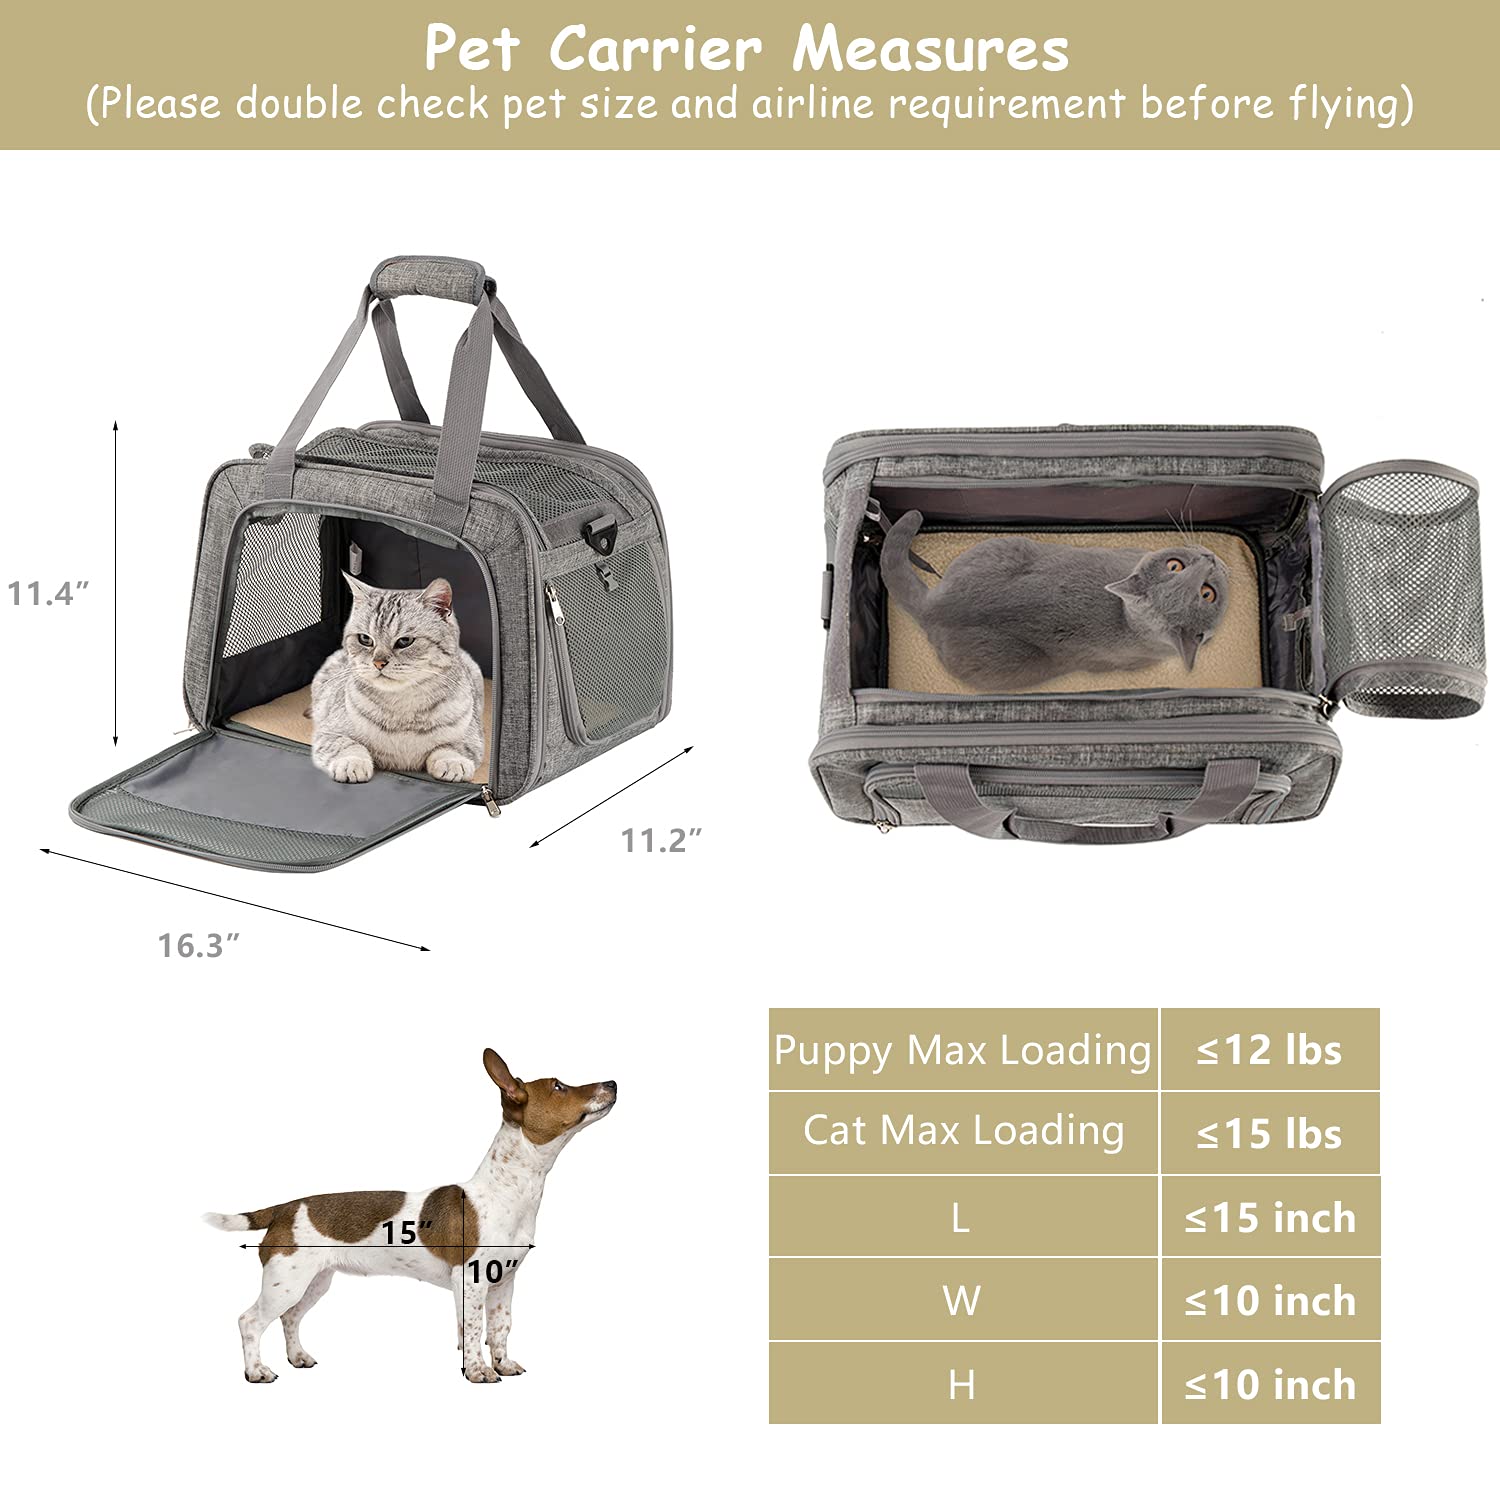 Pet Carrier Measures
(Please double check pet size and airline requirement before flying)
11.4”
11.2”
16.3”
15”
10”
Puppy Max Loading ≤12 lbs
Cat Max Loading ≤15 lbs
L ≤15 inch
W ≤10 inch
H ≤10 inch